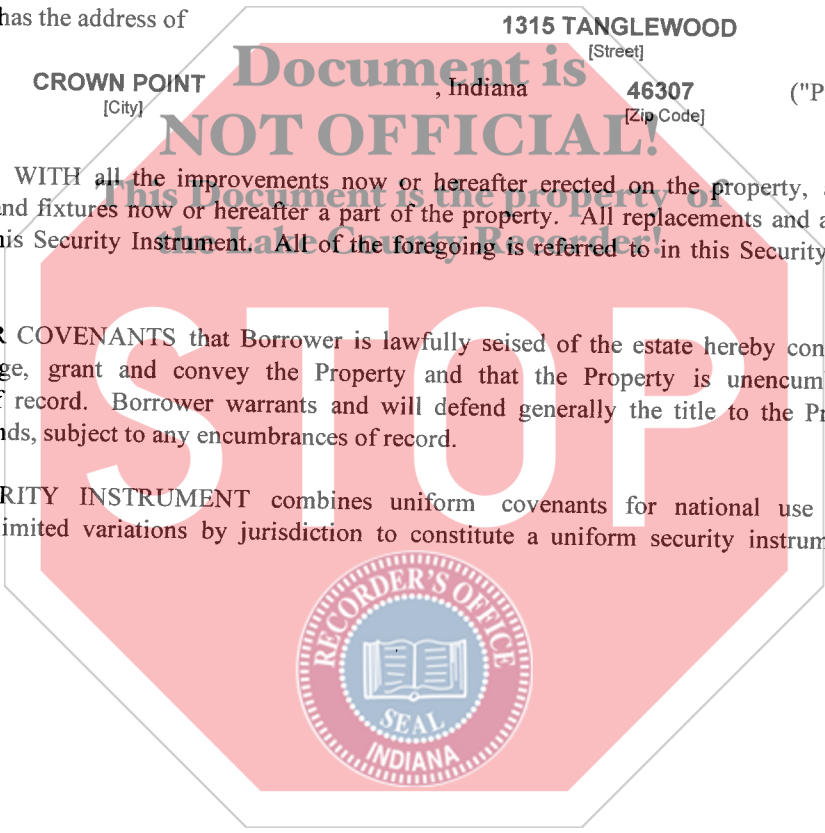 has the address of
1315 TANGLEWOOD
[Street]
CROWN POINT
, Indiana
46307
("P
[City]
[Zip Code]
Document is
NOT OFFICIAL!
This Document is the property of
the Lake County Recorder!
WITH all the improvements now or hereafter erected on the property,
nd fixtures now or hereafter a part of the property. All replacements and a
is Security Instrument. All of the foregoing is referred to in this Security
STOP
R COVENANTS that Borrower is lawfully seised of the estate hereby con
ge, grant and convey the Property and that the Property is unencum
f record. Borrower warrants and will defend generally the title to the Pr
nds, subject to any encumbrances of record.
RITY INSTRUMENT combines uniform covenants for national use
imited variations by jurisdiction to constitute a uniform security instrum
RECORDER'S OFFICE
SEAL
INDIANA